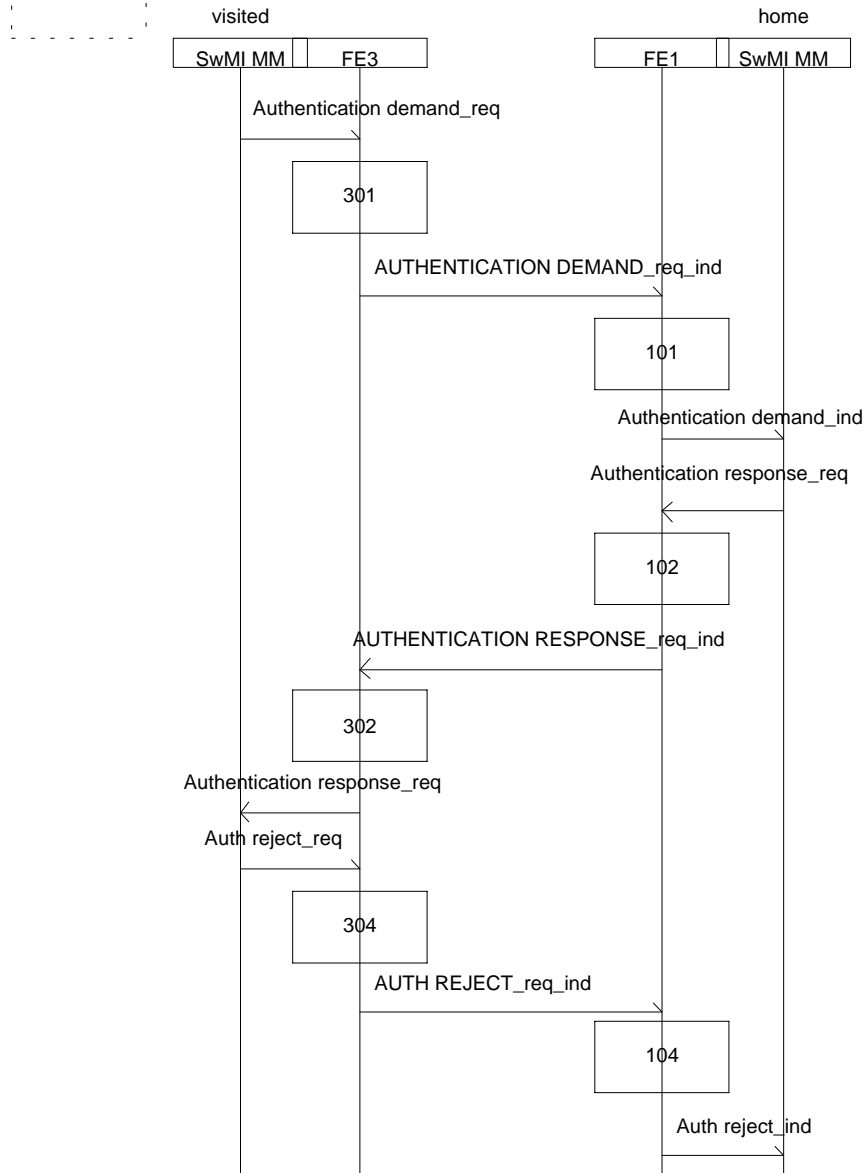 visited home
SwMI MM FE3 FE1 SwMI MM
Authentication demand_req
301
AUTHENTICATION DEMAND_req_ind
101
Authentication demand_ind
Authentication response_req
102
AUTHENTICATION RESPONSE_req_ind
302
Authentication response_req
Auth reject_req
304
AUTH REJECT_req_ind
104
Auth reject_ind